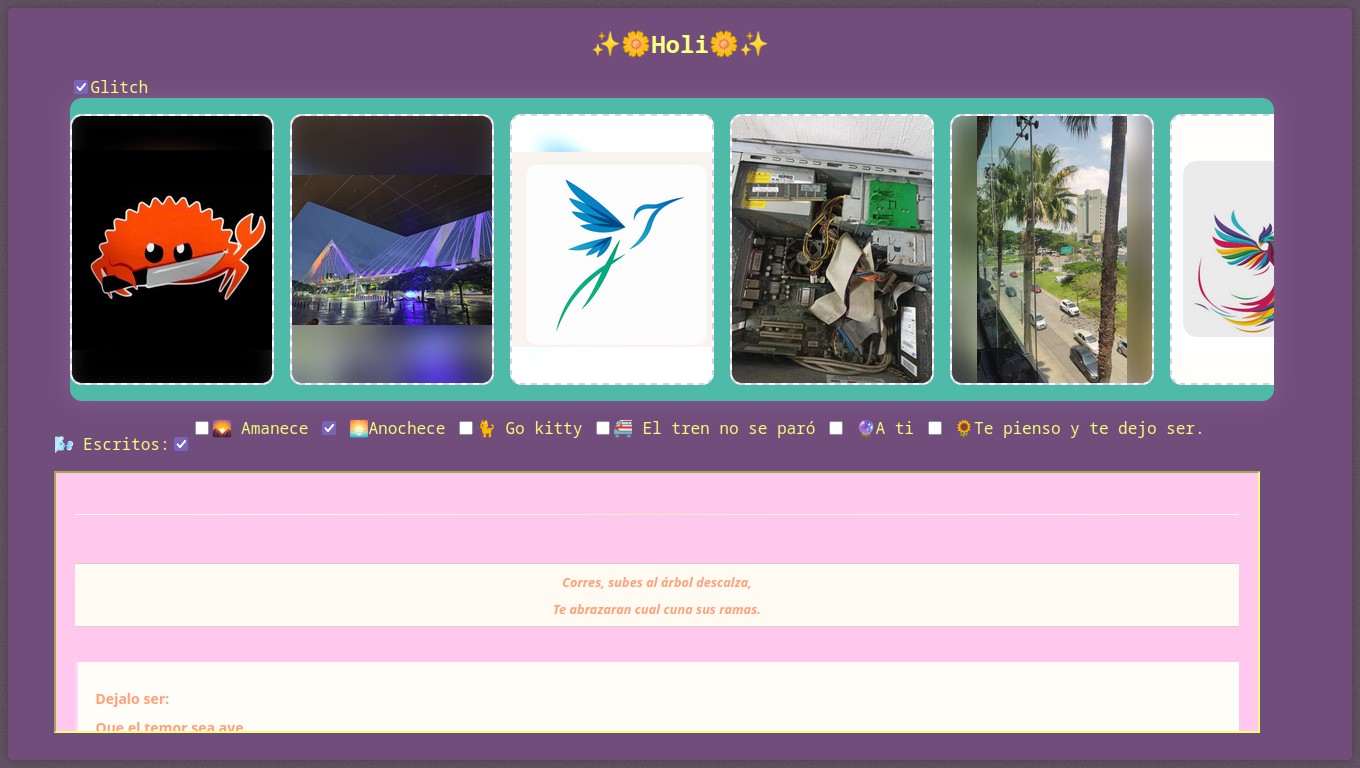 ✨🌼Holi🌼✨
Glitch
🌬️ Escritos:
🌄 Amanece 🌅Anochece 🐈 Go kitty 🚈 El tren no se paró 🔮A ti 🌻Te pienso y te dejo ser.
Corres, subes al árbol descalza,
Te abrazaran cual cuna sus ramas.
Dejalo ser:
Que el temor sea ave